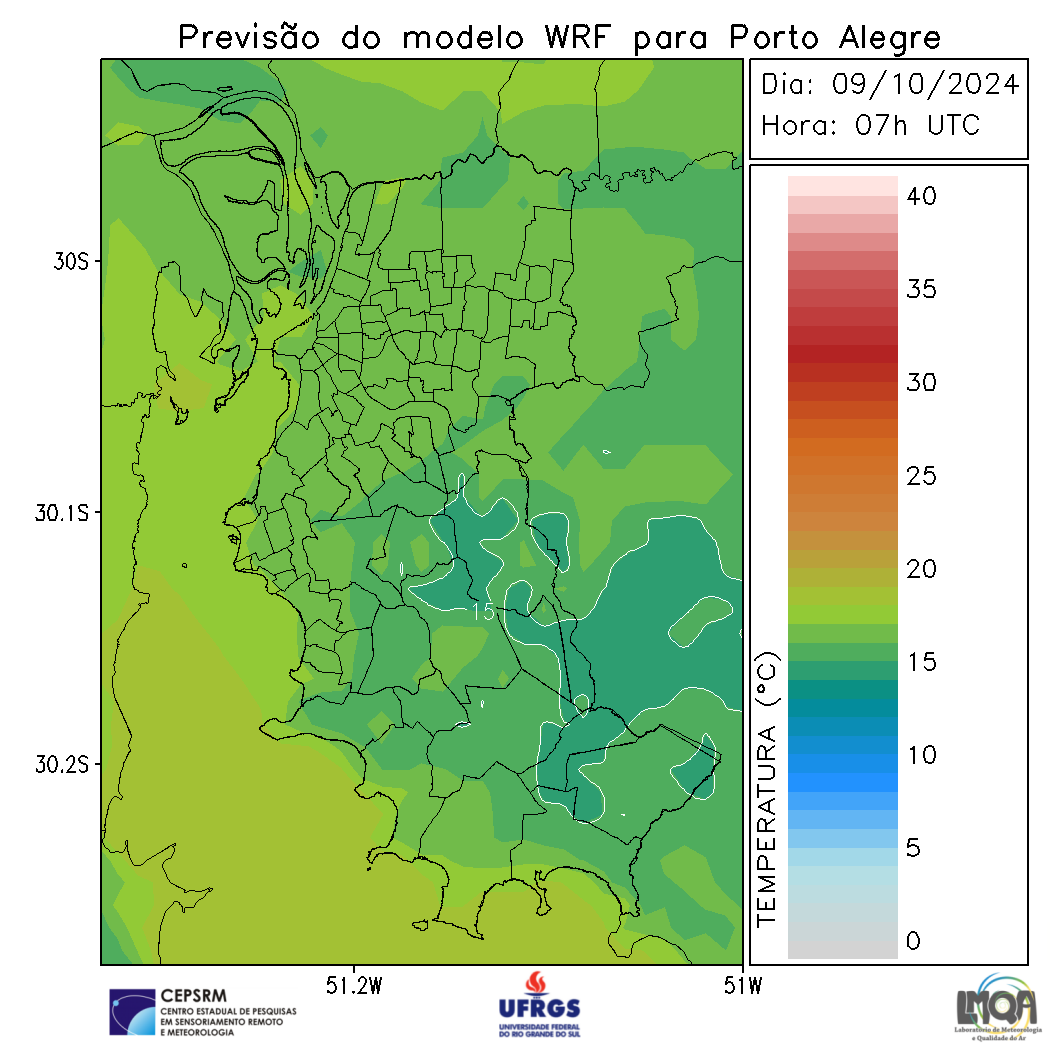 Previsão do modelo WRF para Porto Alegre
Dia: 09/10/2024
Hora: 07h UTC
40
35
30
25
20
15
10
5
0
TEMPERATURA (°C)
30S
30.1S
30.2S
15
51.2W
51W
CEPSRM
CENTRO ESTADUAL DE PESQUISAS
EM SENSORIAMENTO REMOTO
E METEOROLOGIA
UFRGS
UNIVERSIDADE FEDERAL
DO RIO GRANDE DO SUL
LMQA
Laboratório de Meteorologia
e Qualidade do Ar